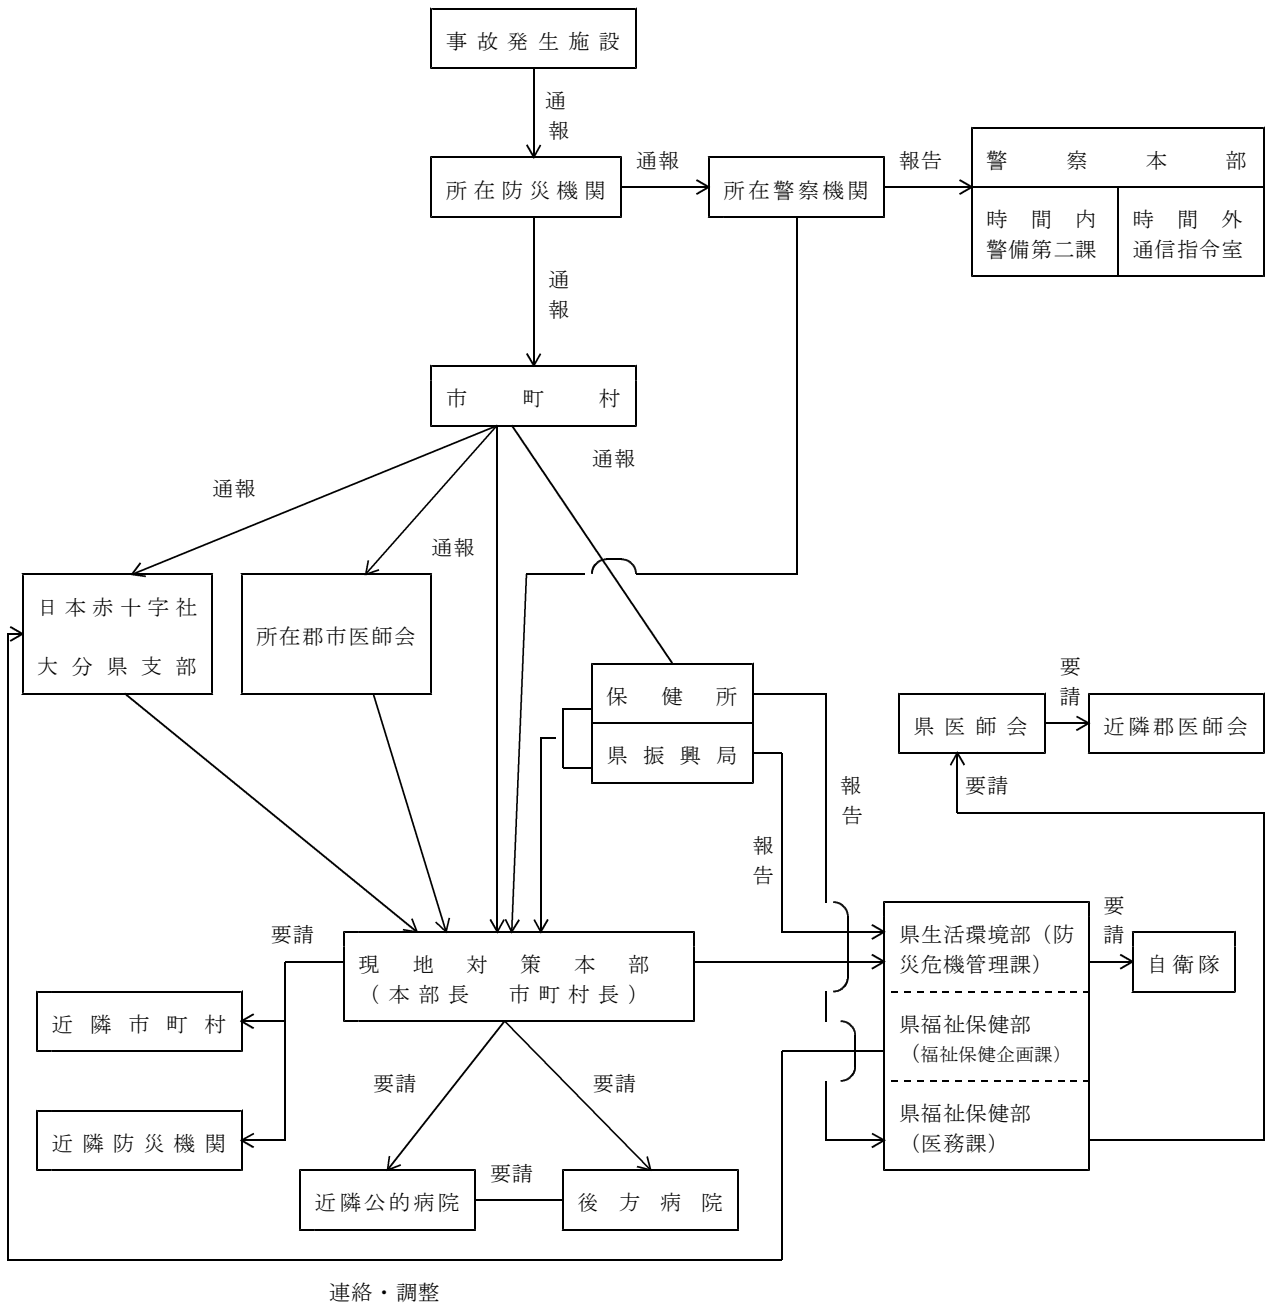 事故発生施設
通報
所在防災機関
通報
所在警察機関
報告
警察本部
時間内
警備第二課
時間外
通信指令室
通報
市町村
通報
通報
通報
日本赤十字社
大分県支部
所在郡市医師会
保健所
県振興局
要請
県医師会
近隣郡医師会
要請
報告
報告
要請
現地対策本部
（本部長 市町村長）
県生活環境部（防
災危機管理課）
要請
自衛隊
近隣市町村
県福祉保健部
（福祉保健企画課）
要請
要請
近隣防災機関
県福祉保健部
（医務課）
近隣公的病院
要請
後方病院
連絡・調整